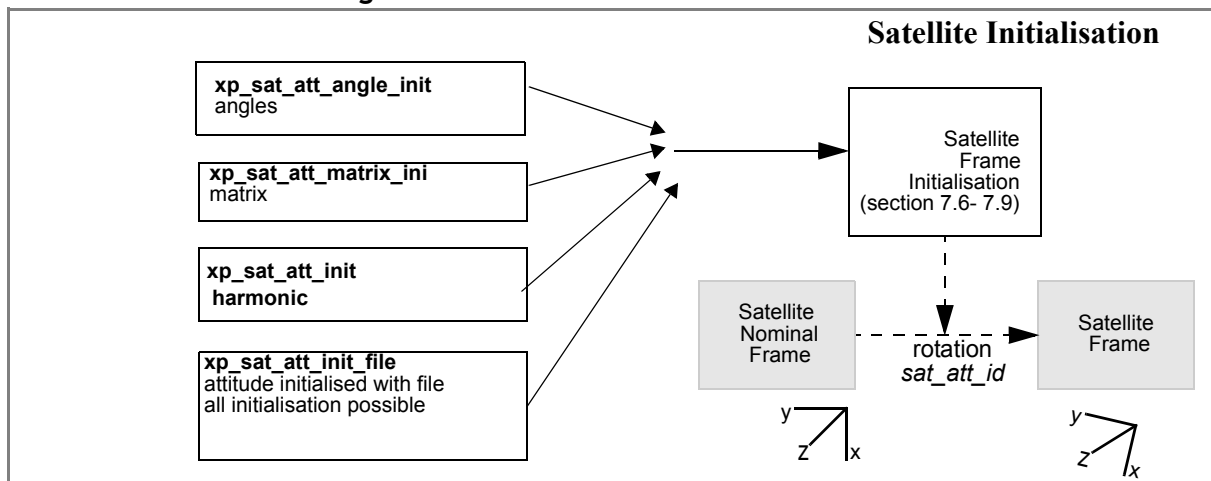 Satellite Initialisation
xp_sat_att_angle_init
angles
xp_sat_att_matrix_ini
matrix
xp_sat_att_init
harmonic
xp_sat_att_init_file
attitude initialised with file
all initialisation possible
Satellite
Frame
Initialisation
(section 7.6- 7.9)
Satellite
Nominal
Frame
rotation
sat_att_id
Satellite
Frame
y
z
x
y
z
x